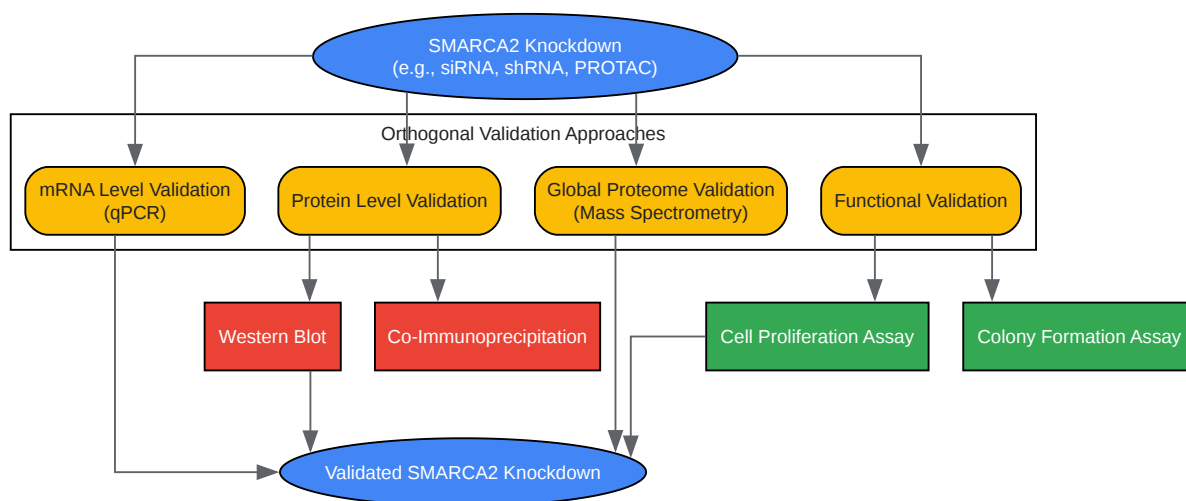 SMARCA2 Knockdown
(e.g., siRNA, shRNA, PROTAC)
Orthogonal Validation Approaches
mRNA Level Validation
(qPCR)
Protein Level Validation
Global Proteome Validation
(Mass Spectrometry)
Functional Validation
Western Blot
Co-Immunoprecipitation
Cell Proliferation Assay
Colony Formation Assay
Validated SMARCA2 Knockdown